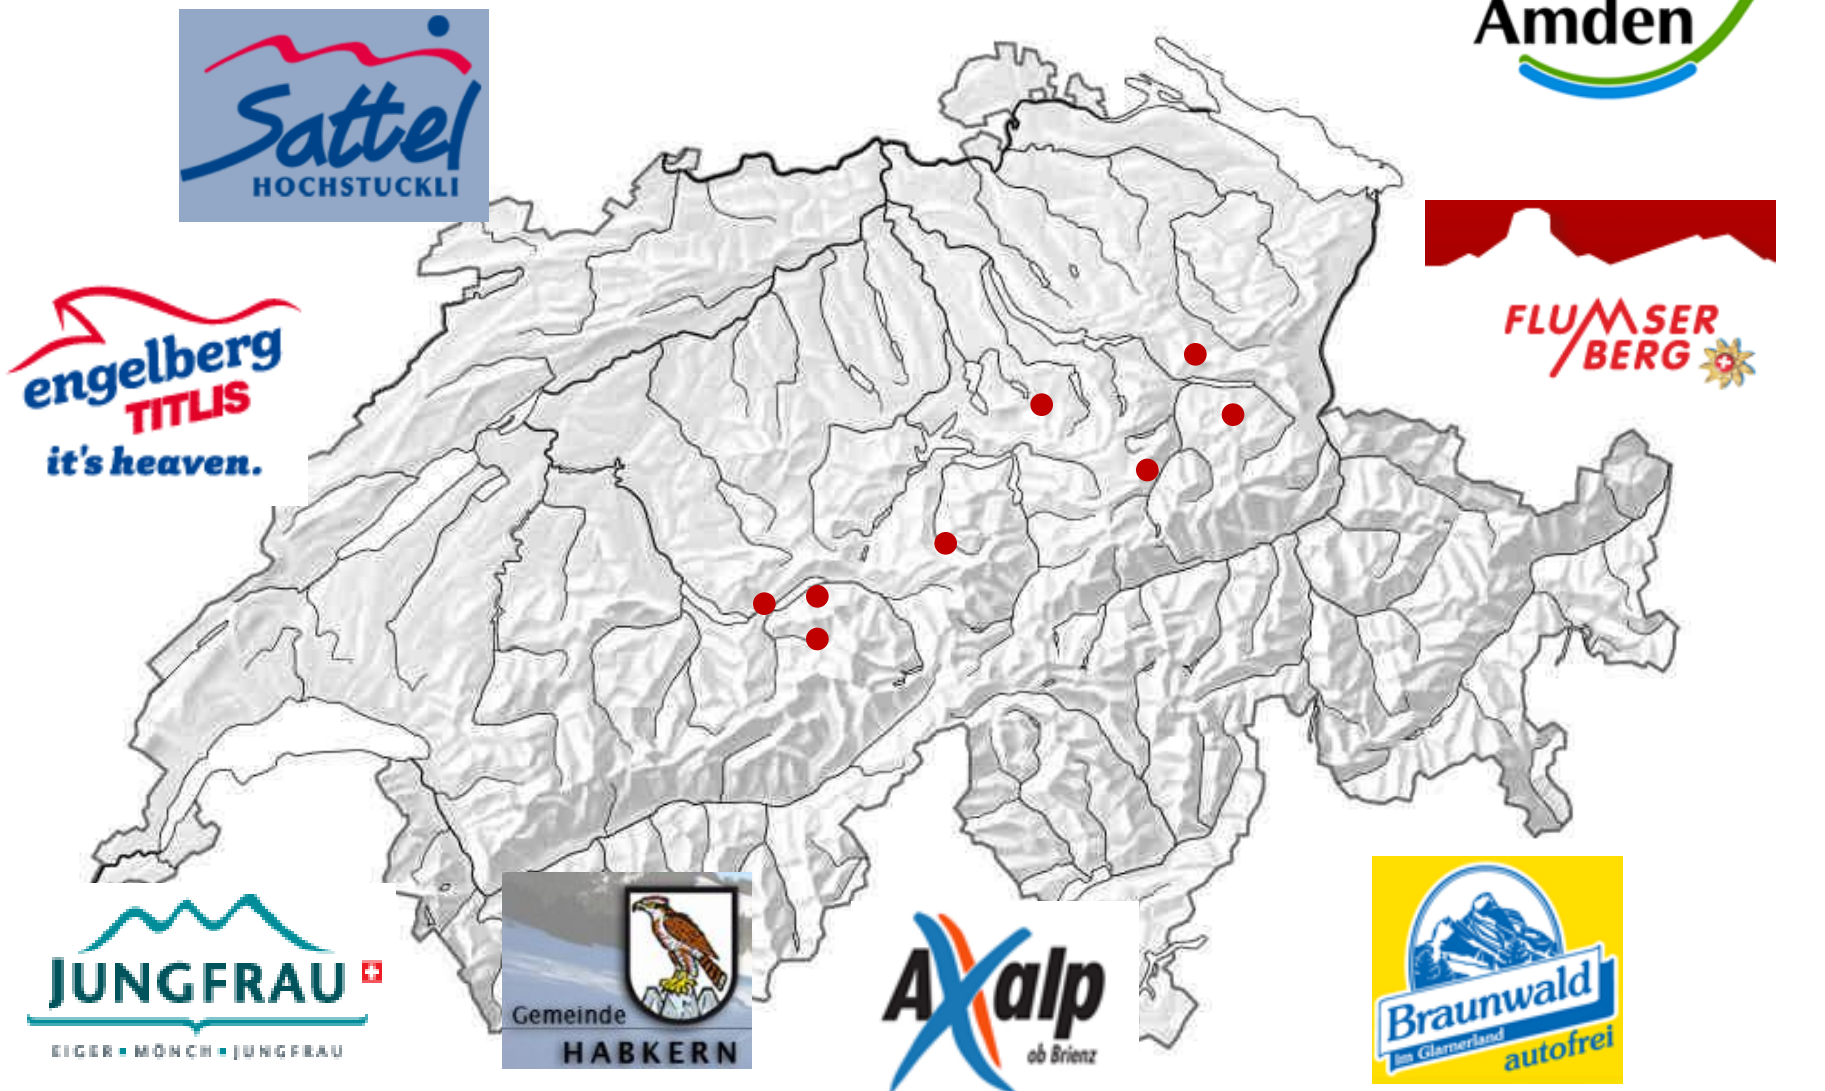 Amden
Sattel
HOCHSTUCKLI
FLUMSER
BERG
engelberg
TITLIS
it's heaven.
JUNGFRAU
EIGER▪MÖNCH▪JUNGFRAU
Gemeinde
HABKERN
AXalp
ob Brienz
Braunwald
im Glarnerland
autofrei